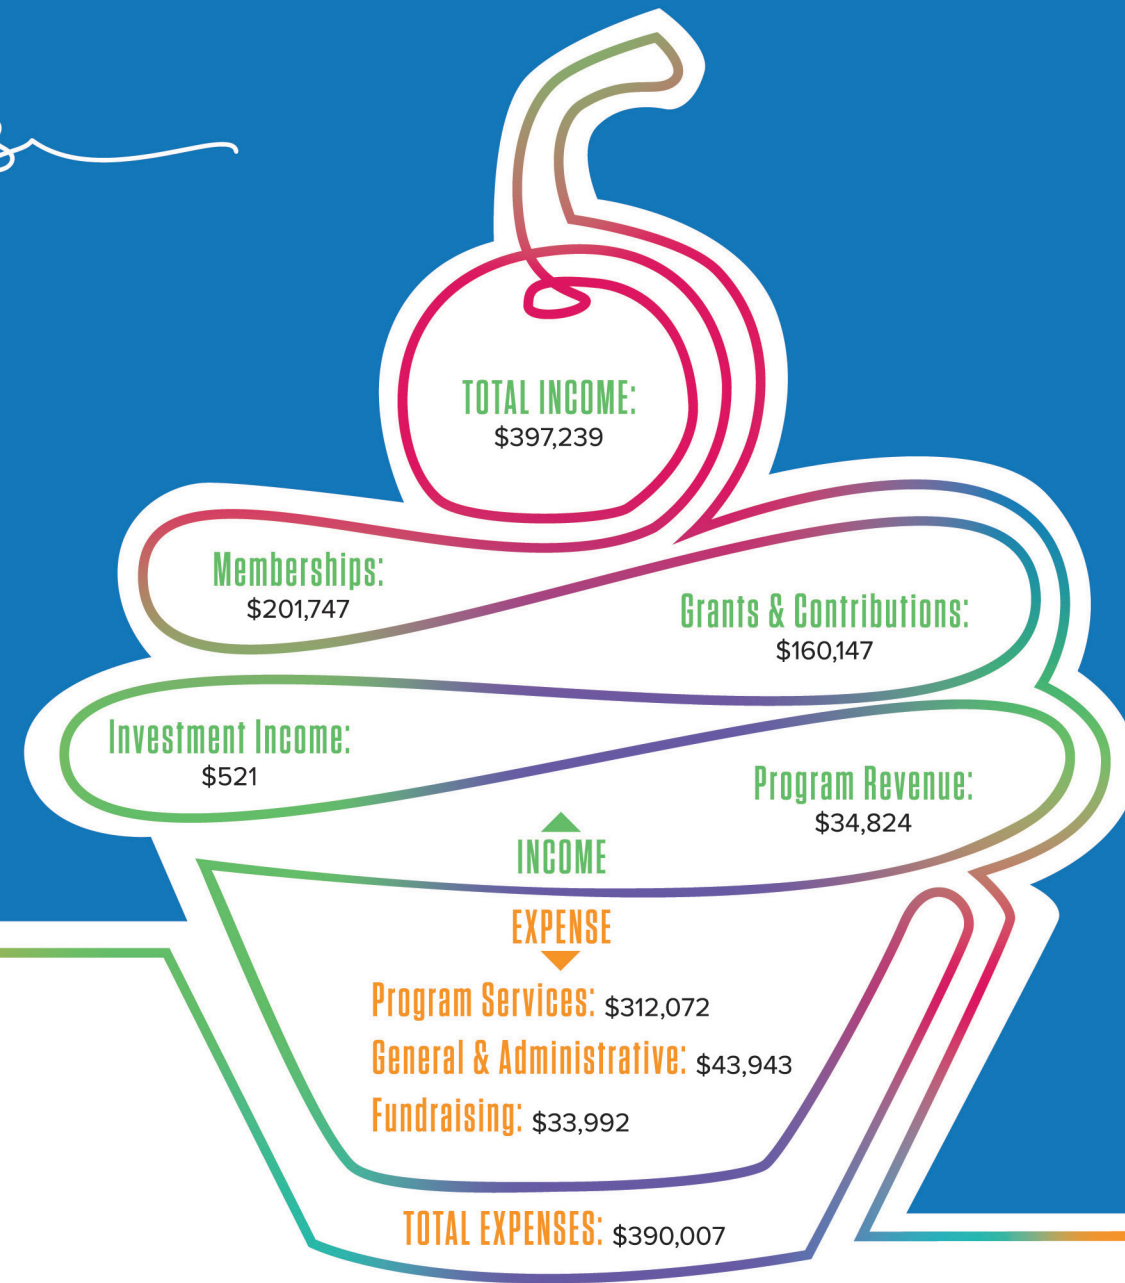 TOTAL INCOME:
$397,239
Memberships:
$201,747
Grants & Contributions:
$160,147
Investment Income:
$521
Program Revenue:
$34,824
INCOME
EXPENSE
Program Services: $312,072
General & Administrative: $43,943
Fundraising: $33,992
TOTAL EXPENSES: $390,007